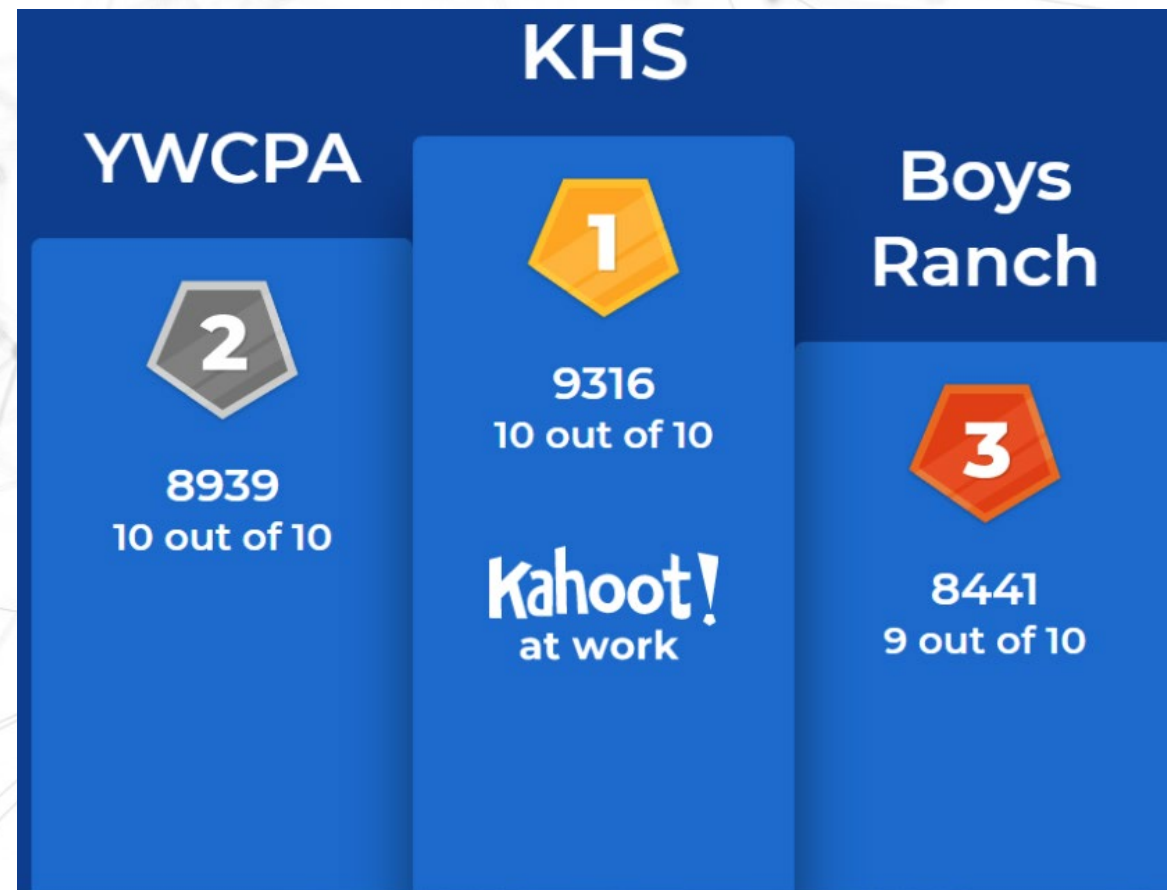 KHS
YWCPA
Boys
Ranch
1
2
3
9316
10 out of 10
8939
10 out of 10
Kahoot!
at work
8441
9 out of 10